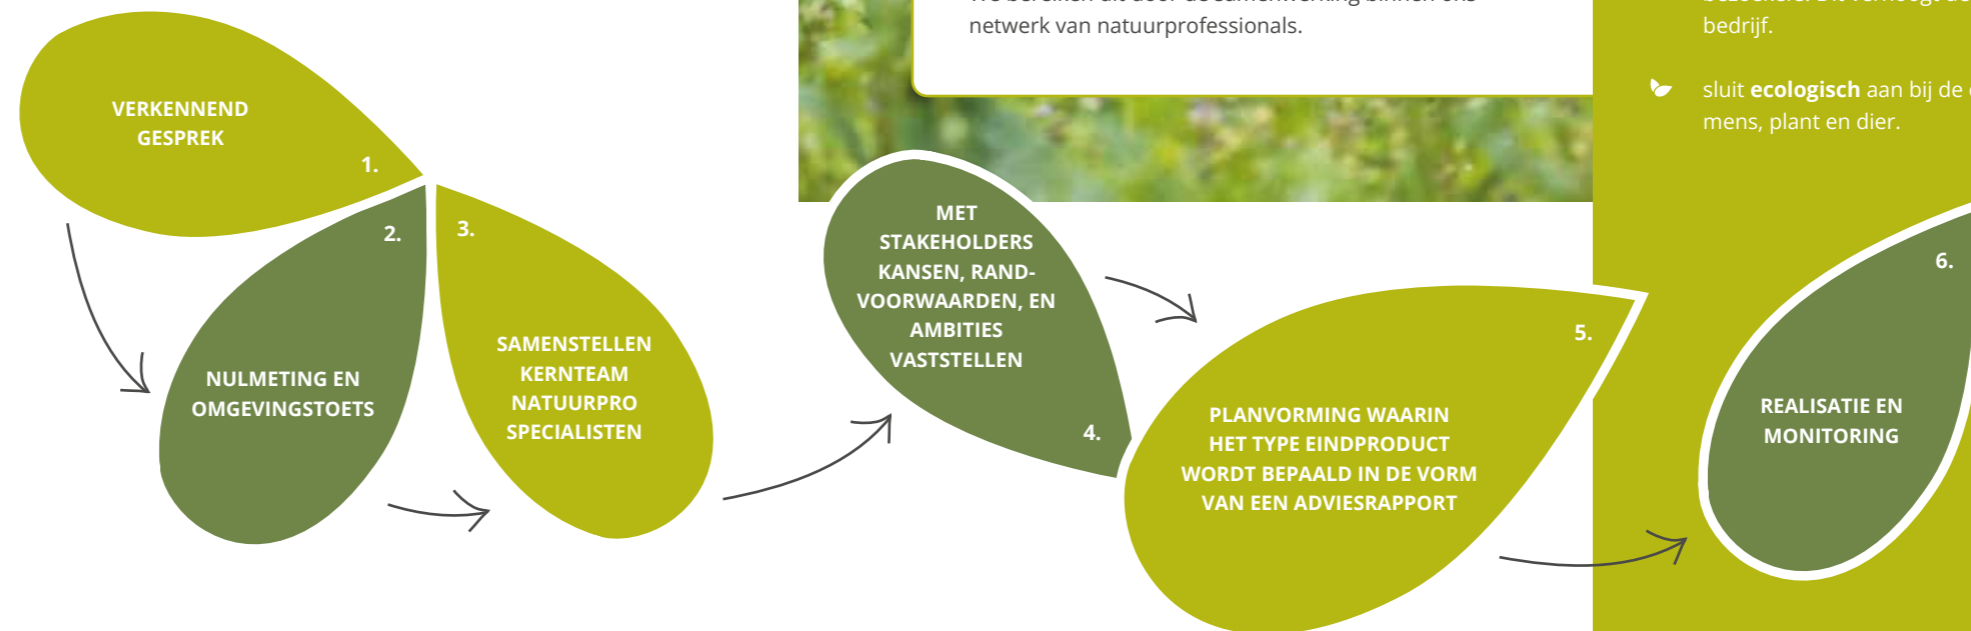 netwerk van natuurprofessionals.
bedrijf.
sluit ecologisch aan bij de
mens, plant en dier.
VERKENNEND
GESPREK
1.
2.
NULMETING EN
OMGEVINGSTOETS
3.
SAMENSTELLEN
KERNTEAM
NATUURPRO
SPECIALISTEN
MET
STAKEHOLDERS
KANSEN, RAND-
VOORWAARDEN, EN
AMBITIES
VASTSTELLEN
4.
5.
PLANVORMING WAARIN
HET TYPE EINDPRODUCT
WORDT BEPAALD IN DE VORM
VAN EEN ADVIESRAPPORT
6.
REALISATIE EN
MONITORING